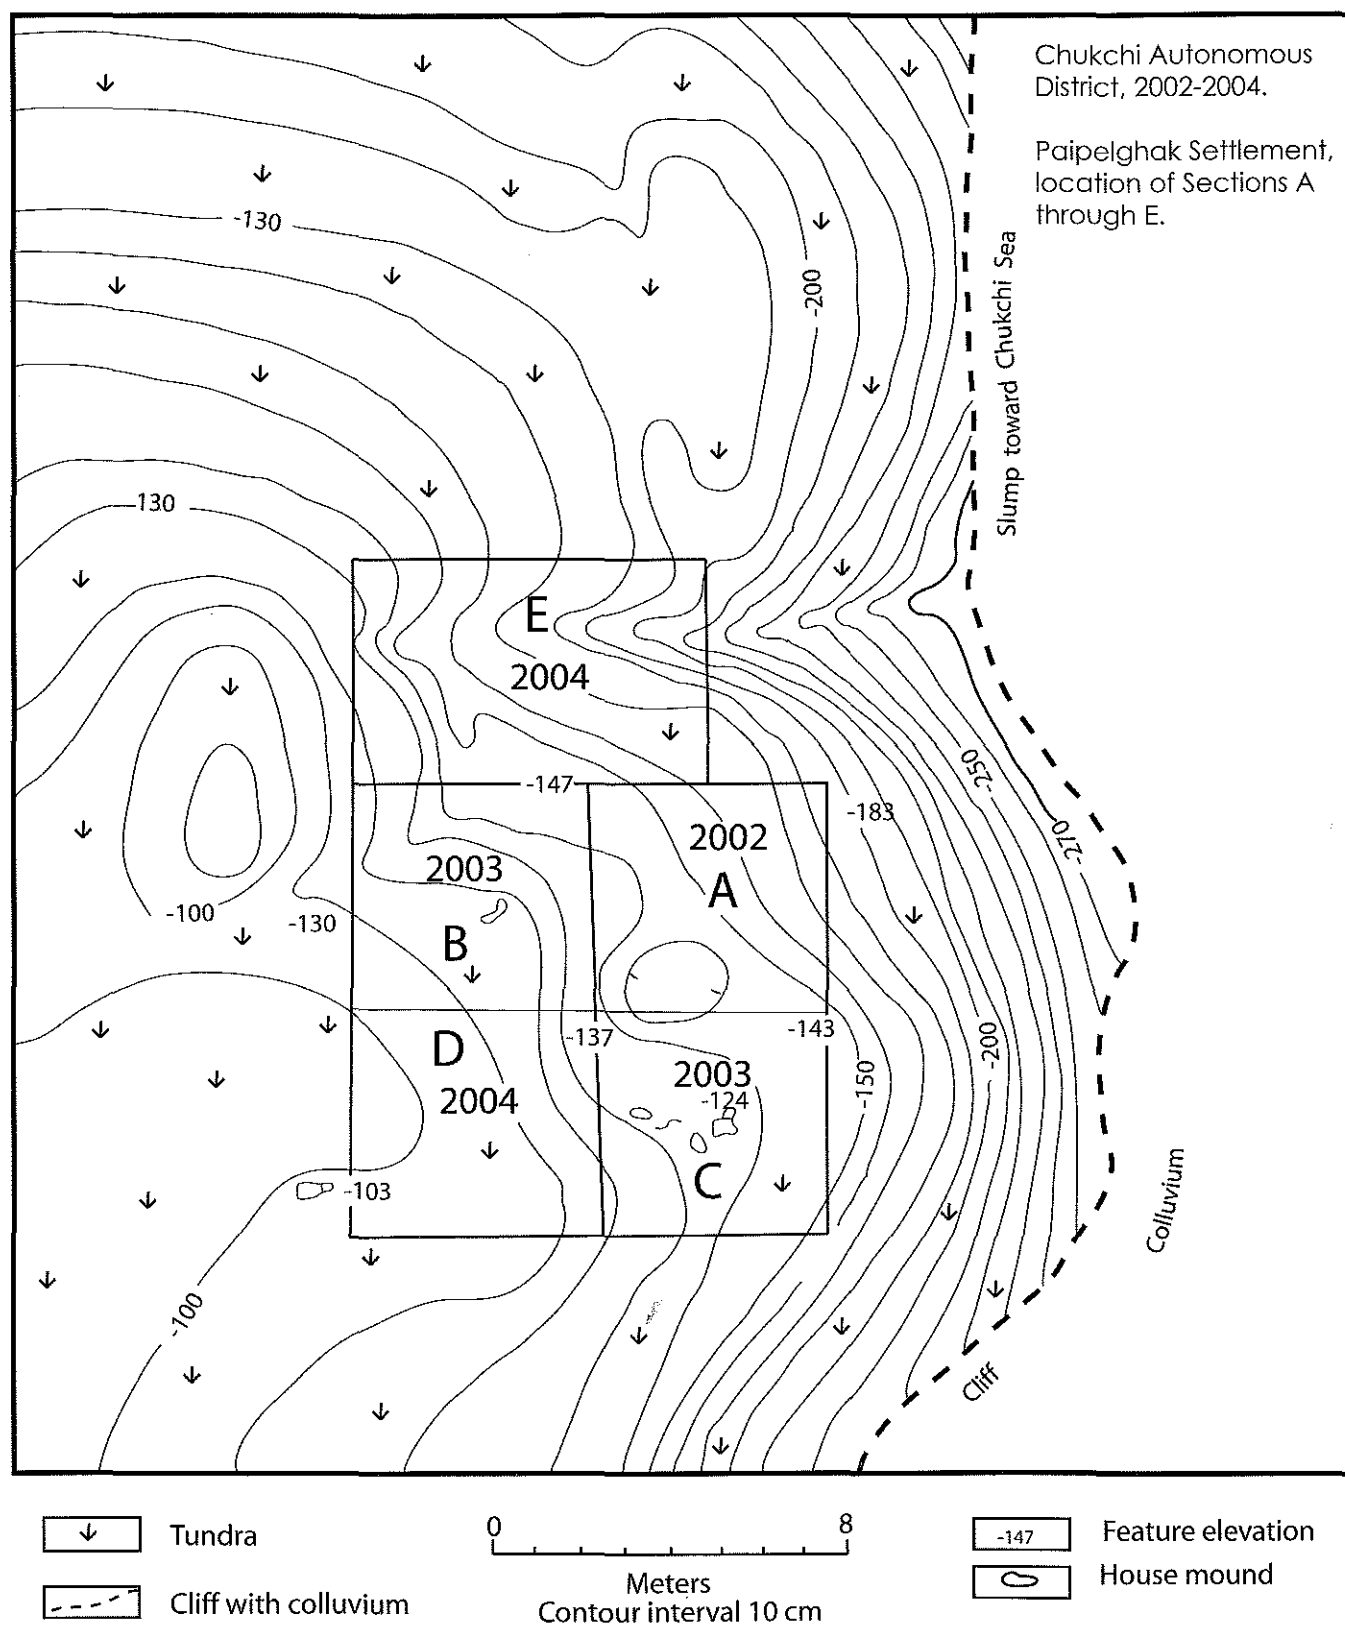 Chukchi Autonomous
District, 2002-2004.
Paipelghak Settlement,
location of Sections A
through E.
-130
-200
Slump toward Chukchi Sea
130
E
2004
-147
-250
-183
-270
2002
A
2003
B
-100
-130
-137
-143
D
2004
2003
-124
C
-150
-200
-103
-100
Colluvium
Cliff
Tundra
Cliff with colluvium
0 8
Meters
Contour interval 10 cm
-147
Feature elevation
House mound